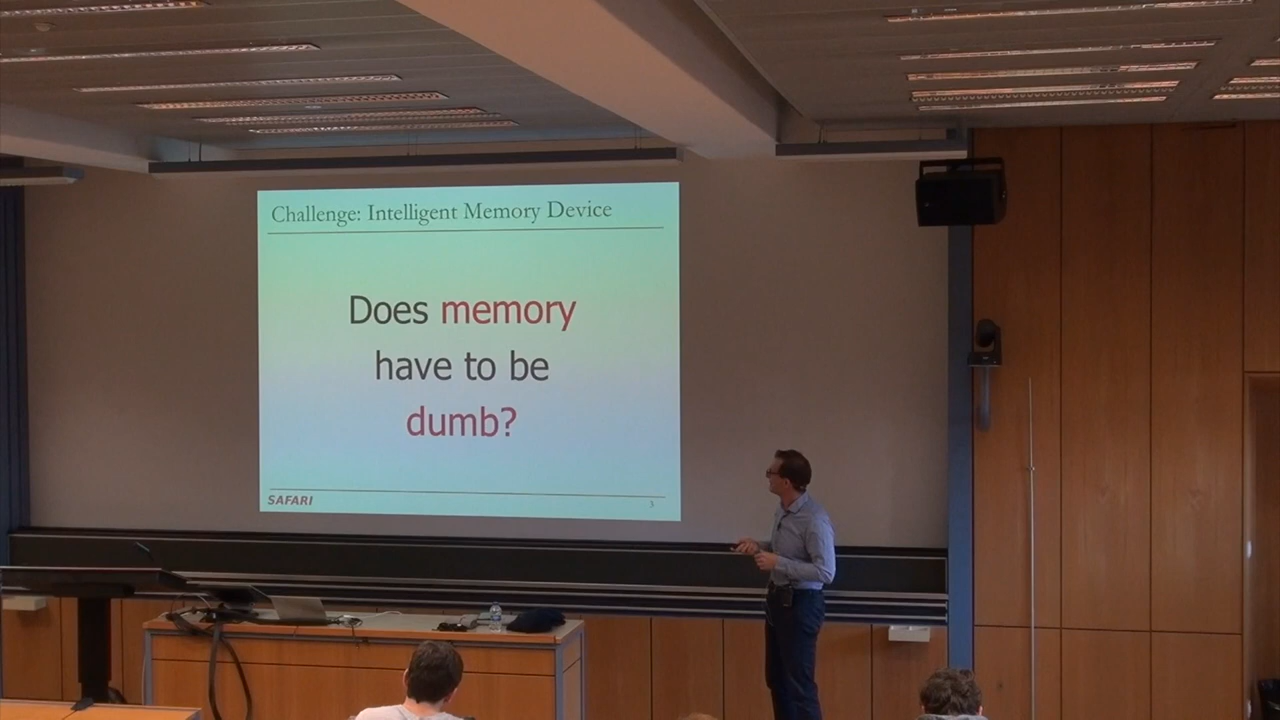 Challenge: Intelligent Memory Device
Does memory
have to be
dumb?
SAFARI